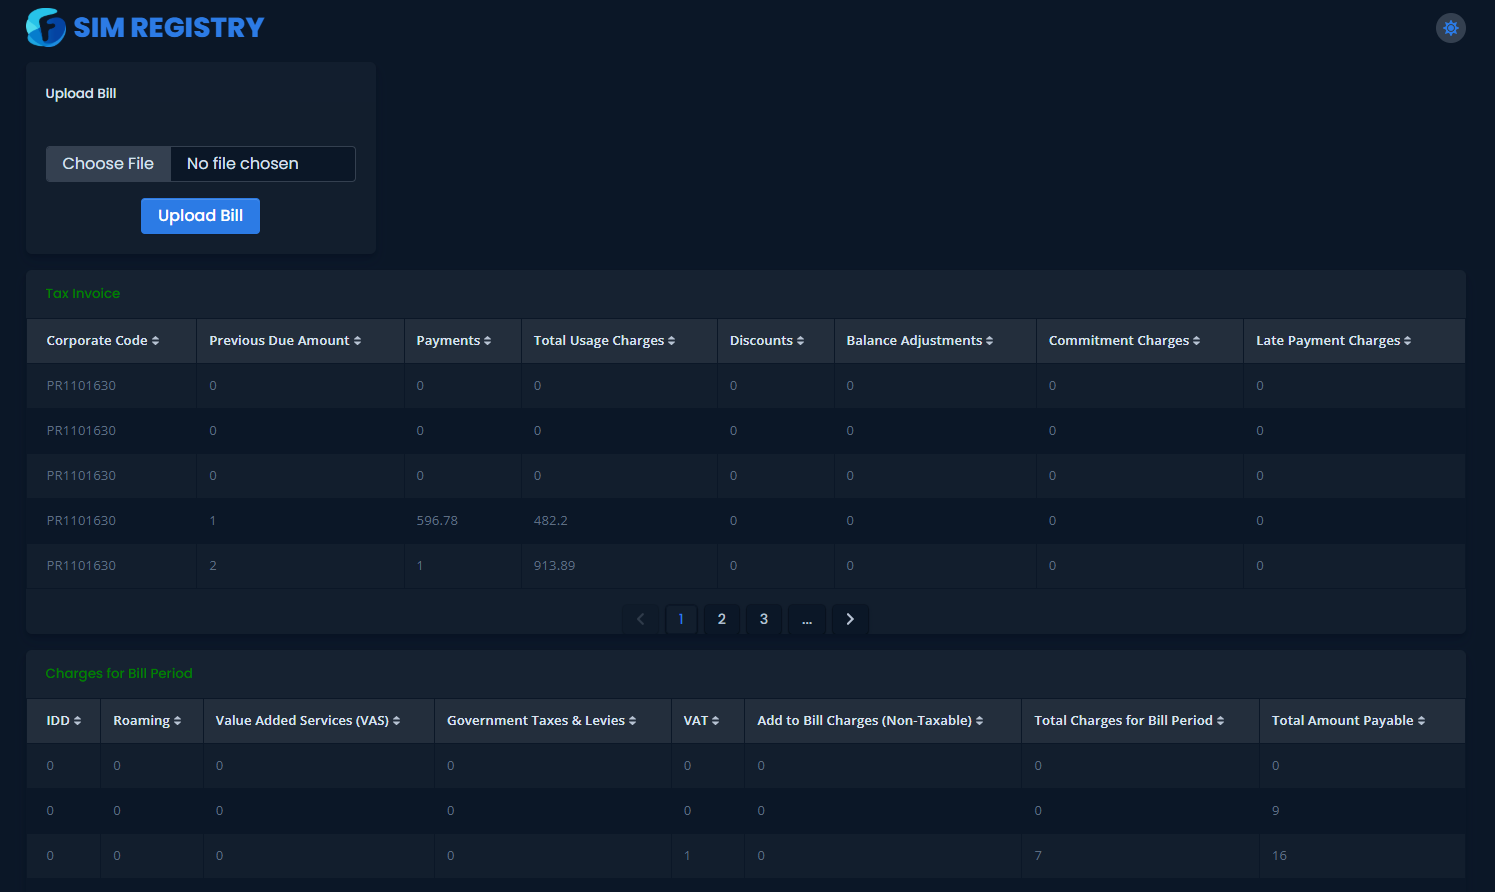 SIM REGISTRY
Upload Bill
Choose File No file chosen
Upload Bill
Tax Invoice
Corporate Code Previous Due Amount Payments Total Usage Charges Discounts Balance Adjustments Commitment Charges Late Payment Charges
PR1101630 0 0 0 0 0 0 0
PR1101630 0 0 0 0 0 0 0
PR1101630 0 0 0 0 0 0 0
PR1101630 1 596.78 482.2 0 0 0 0
PR1101630 2 1 913.89 0 0 0 0
1 2 3 ...
Charges for Bill Period
IDD Roaming Value Added Services (VAS) Government Taxes & Levies VAT Add to Bill Charges (Non-Taxable) Total Charges for Bill Period Total Amount Payable
0 0 0 0 0 0 0 0
0 0 0 0 0 0 0 9
0 0 0 0 1 0 7 16